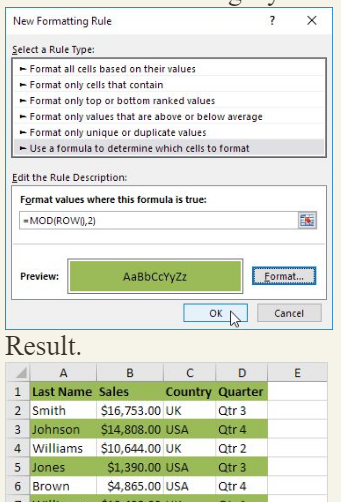 New Formatting Rule ? ×
Select a Rule Type:
► Format all cells based on their values
► Format only cells that contain
► Format only top or bottom ranked values
► Format only values that are above or below average
► Format only unique or duplicate values
► Use a formula to determine which cells to format
Edit the Rule Description:
Format values where this formula is true:
=MOD(ROW(),2)
Preview: AaBbCcYyZz Format...
OK Cancel
Result.
A B C D E
1 Last Name Sales Country Quarter
2 Smith $16,753.00 UK Qtr 3
3 Johnson $14,808.00 USA Qtr 4
4 Williams $10,644.00 UK Qtr 2
5 Jones $1,390.00 USA Qtr 3
6 Brown $4,865.00 USA Qtr 4